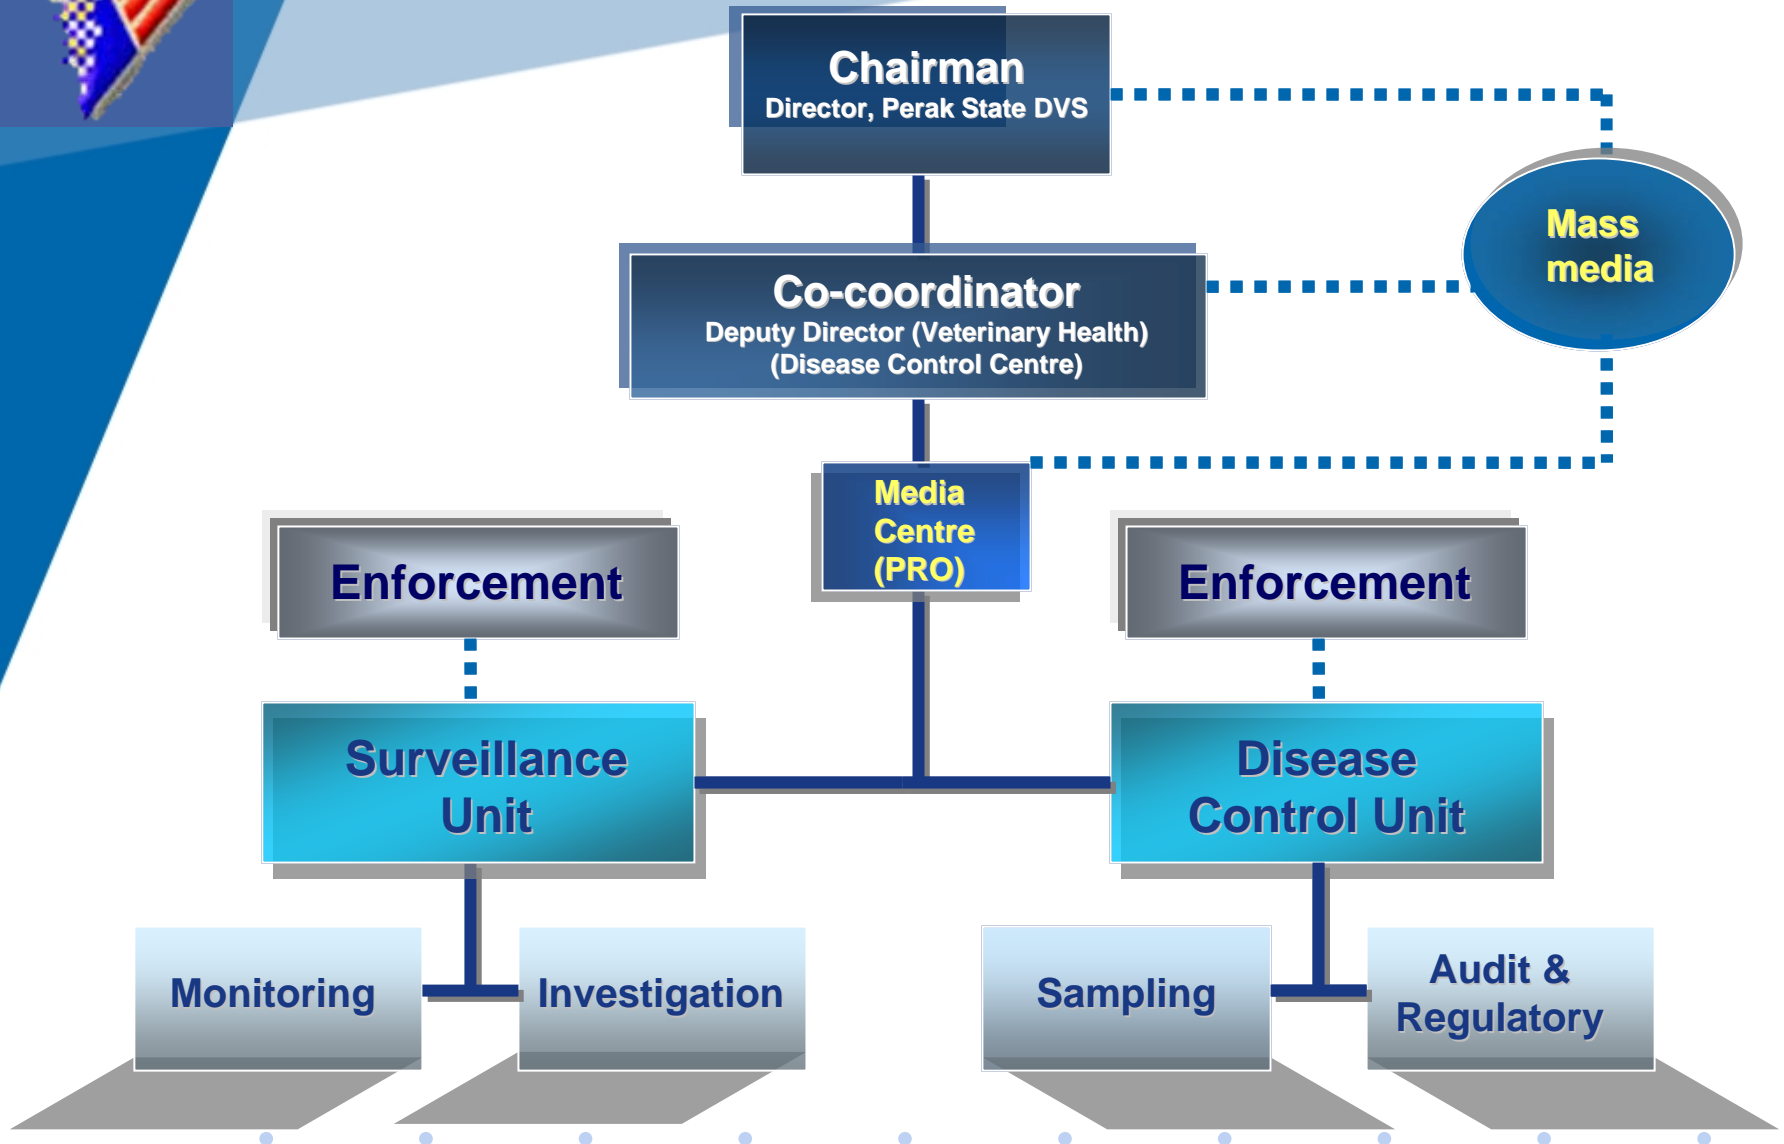 Chairman
Director, Perak State DVS
Mass
media
Co-coordinator
Deputy Director (Veterinary Health)
(Disease Control Centre)
Media
Centre
(PRO)
Enforcement
Enforcement
Surveillance
Unit
Disease
Control Unit
Monitoring
Investigation
Sampling
Audit &
Regulatory